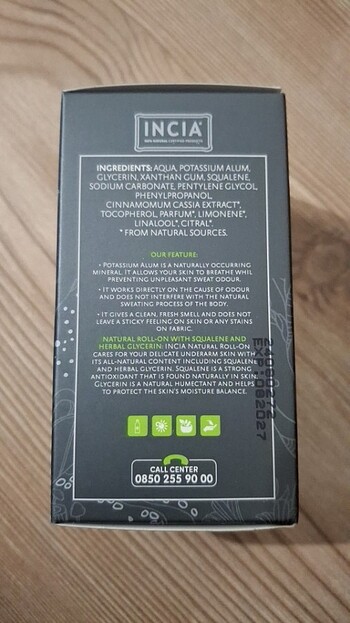 INCIA®
100% NATURAL CERTIFIED PRODUCTS
INGREDIENTS: AQUA, POTASSIUM ALUM,
GLYCERIN, XANTHAN GUM, SQUALENE,
SODIUM CARBONATE, PENTYLENE GLYCOL,
PHENYLPROPANOL,
CINNAMOMUM CASSIA EXTRACT*,
TOCOPHEROL, PARFUM*, LIMONENE*,
LINALOOL*, CITRAL*
* FROM NATURAL SOURCES.
OUR FEATURE:
• POTASSIUM ALUM IS A NATURALLY OCCURRING
MINERAL. IT ALLOWS YOUR SKIN TO BREATHE WHILE
PREVENTING UNPLEASANT SWEAT ODOUR.
• IT WORKS DIRECTLY ON THE CAUSE OF ODOUR
AND DOES NOT INTERFERE WITH THE NATURAL
SWEATING PROCESS OF THE BODY.
• IT GIVES A CLEAN, FRESH SMELL AND DOES NOT
LEAVE A STICKY FEELING ON SKIN OR ANY STAINS
ON FABRIC.
NATURAL ROLL-ON WITH SQUALENE AND
HERBAL GLYCERIN: INCIA NATURAL ROLL-ON
CARES FOR YOUR DELICATE UNDERARM SKIN WITH
ITS ALL-NATURAL CONTENT INCLUDING SQUALENE
AND HERBAL GLYCERIN. SQUALENE IS A STRONG
ANTIOXIDANT THAT IS FOUND NATURALLY IN SKIN.
GLYCERIN IS A NATURAL HUMECTANT AND HELPS
TO PROTECT THE SKIN'S MOISTURE BALANCE.
EXP:082027
CALL CENTER
0850 255 90 00